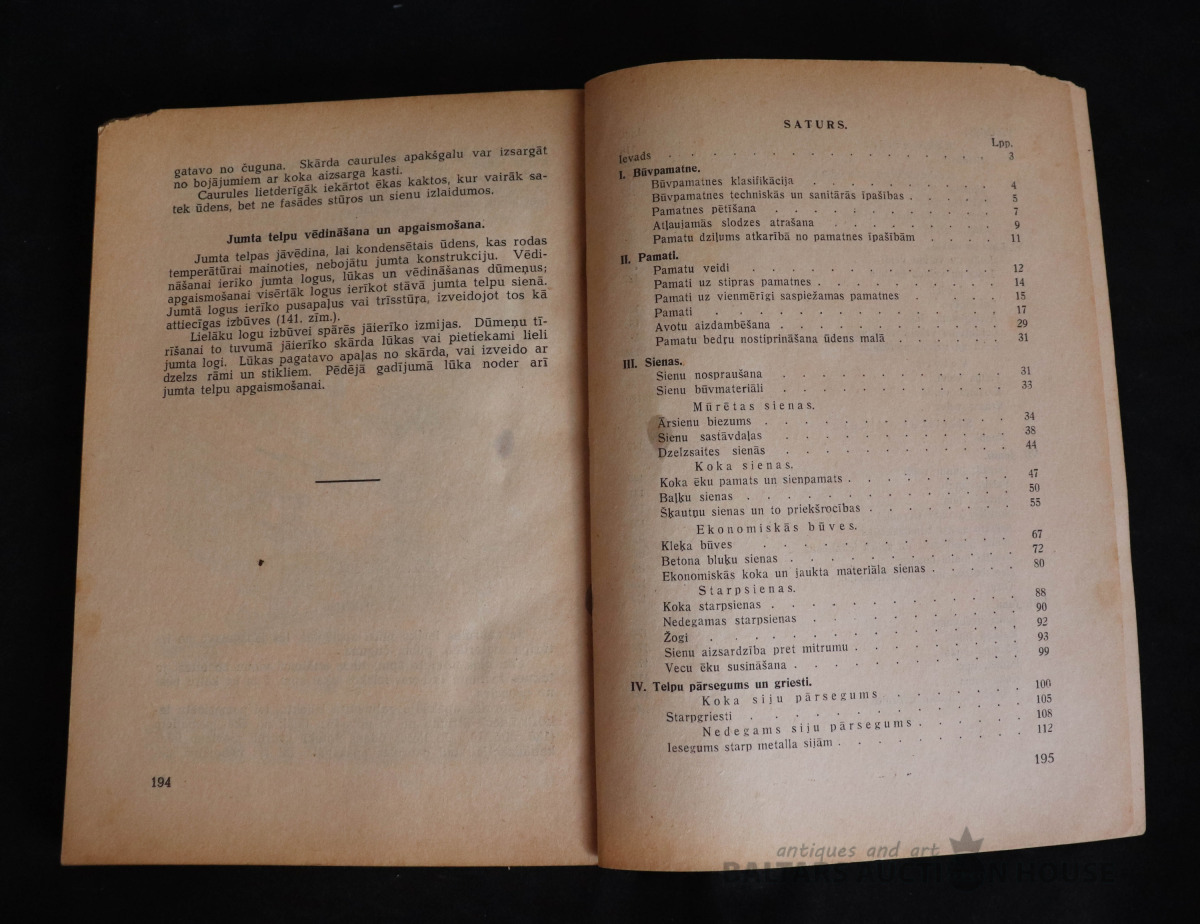 gatavo no čuguna. Skārda caurules apakšgalu var izsargāt
no bojājumiem ar koka aizsarga kasti.
Caurules lietderīgāk iekārtot ēkas kaktos, kur vairāk sa-
tek ūdens, bet ne fasādes stūros un sienu izlaidumos.
Jumta telpu vēdināšana un apgaismošana.
Jumta telpas jāvēdina, lai kondensētais ūdens, kas rodas
temperātūrai mainoties, nebojātu jumta konstrukciju. Vēdi-
nāšanai ieriko jumta logus, lūkas un vēdināšanas dūmeņus;
apgaismošanai visērtāk logus ierīkot stāvā jumta telpu sienā.
Jumtā logus ierīko pusapaļus vai trīsstūra, izveidojot tos kā
attiecīgas izbūves (141. zīm.).
Lielāku logu izbūvei spārēs jāierīko izmijas. Dūmeņu tī-
rīšanai to tuvumā jāierīko skārda lūkas vai pietiekami lieli
jumta logi. Lūkas pagatavo apaļas no skārda, vai izveido ar
dzelzs rāmi un stikliem. Pēdējā gadījumā lūka noder arī
jumta telpu apgaismošanai.
194
SATURS.
Lpp.
Ievads . . . . . . . . . . . . . . . . 3
I. Būvpamatne.
Būvpamatnes klasifikācija . . . . . . . . . 4
Būvpamatnes techniskās un sanitārās īpašības . . . . 5
Pamatnes pētīšana . . . . . . . . . . . 7
Atļaujamās slodzes atrašana . . . . . . . . . 9
Pamatu dziļums atkarībā no pamatnes īpašībām . . . . 11
II. Pamati.
Pamatu veidi . . . . . . . . . . . . . 12
Pamati uz stipras pamatnes . . . . . . . . . 14
Pamati uz vienmērīgi saspiežamas pamatnes . . . . . 15
Pamati . . . . . . . . . . . . . . . 17
Avotu aizdambēšana . . . . . . . . . . . 29
Pamatu bedru nostiprināšana ūdens malā . . . . . . 31
III. Sienas.
Sienu nospraušana . . . . . . . . . . . . 31
Sienu būvmateriāli . . . . . . . . . . . . 33
Mūrētas sienas.
Ārsienu biezums . . . . . . . . . . . . 34
Sienu sastāvdaļas . . . . . . . . . . . . 38
Dzelzsaites sienās . . . . . . . . . . . . 44
Koka sienas.
Koka ēku pamats un sienpamats . . . . . . . . 47
Baļķu sienas . . . . . . . . . . . . . 50
Šķautņu sienas un to priekšrocības . . . . . . . 55
Ekonomiskās būves.
Kleķa būves . . . . . . . . . . . . . 67
Betona bluķu sienas . . . . . . . . . . . 72
Ekonomiskās koka un jaukta materiāla sienas . . . . . 80
Starpsienas.
Koka starpsienas . . . . . . . . . . . . 88
Nedegamas starpsienas . . . . . . . . . . 90
Žogi . . . . . . . . . . . . . . . 92
Sienu aizsardzība pret mitrumu . . . . . . . . 93
Vecu ēku susināšana . . . . . . . . . . . 99
IV. Telpu pārsegums un griesti.
Koka siju pārsegums . . . . . . 100
Starpgriesti . . . . . . . . . . . . . 105
Nedegams siju pārsegums . . . . . 108
Iesegums starp metalla sijām . . . . . . . . . 112
195
antiques and art
BALTARS AUCTION HOUSE